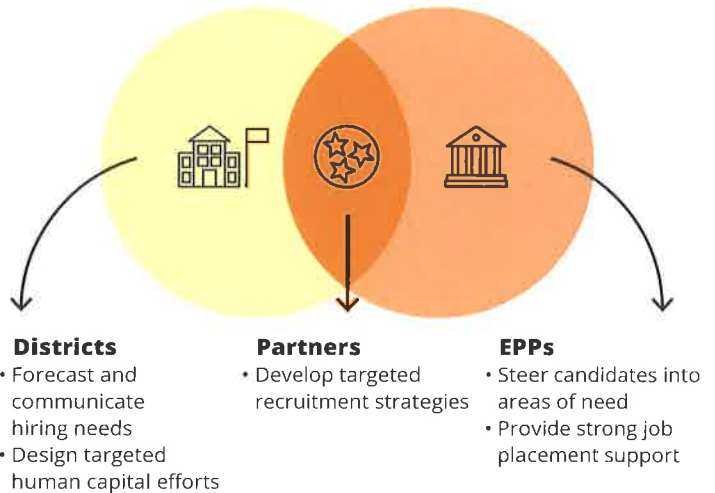 Districts
• Forecast and
communicate
hiring needs
• Design targeted
human capital efforts
Partners
• Develop targeted
recruitment strategies
EPPs
• Steer candidates into
areas of need
• Provide strong job
placement support